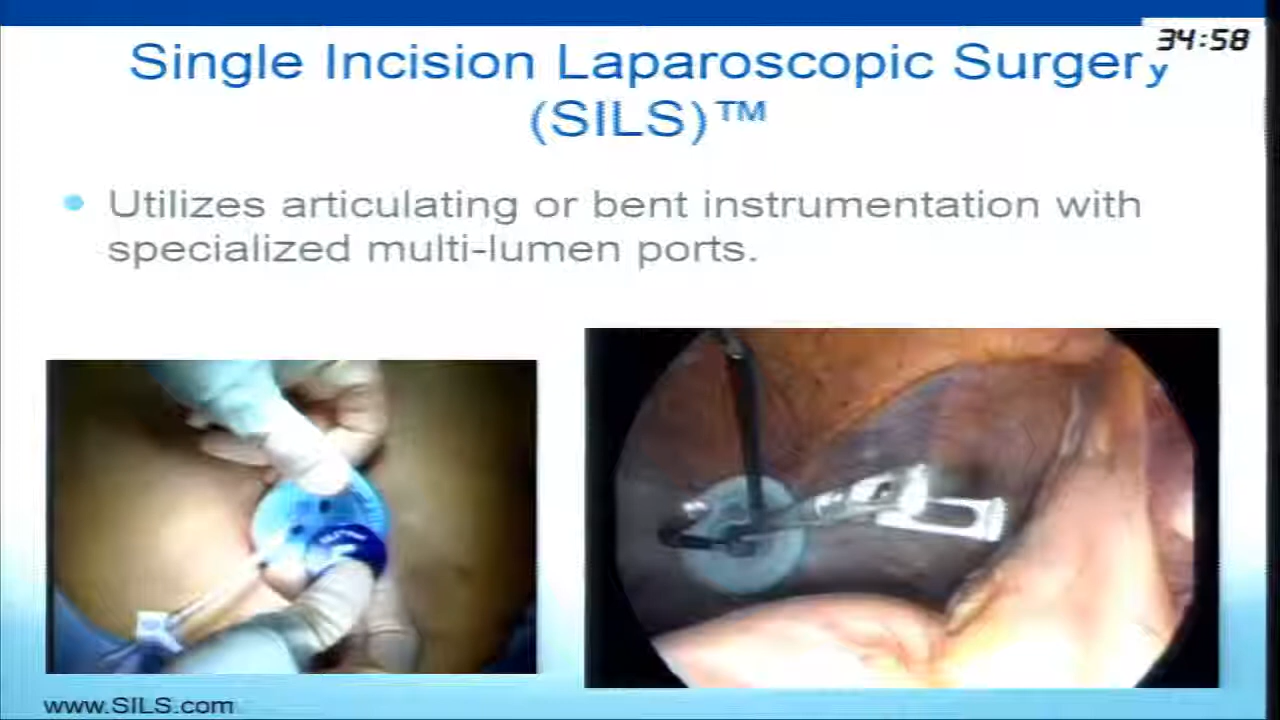 34:58
Single Incision Laparoscopic Surgery
(SILS)™
• Utilizes articulating or bent instrumentation with
specialized multi-lumen ports.
www.SILS.com